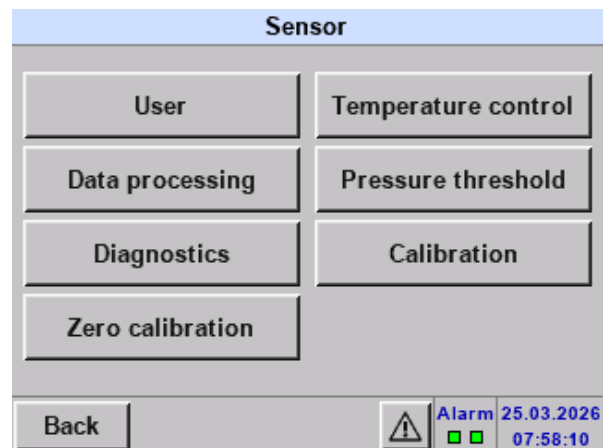 Sensor
User
Temperature control
Data processing
Pressure threshold
Diagnostics
Calibration
Zero calibration
Back
Alarm
25.03.2026
07:58:10